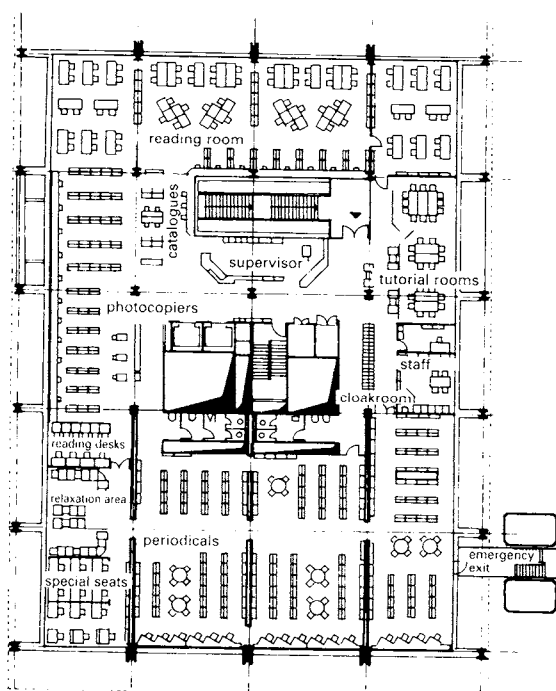 reading room
catalogues
supervisor
tutorial rooms
photocopiers
staff
cloakroom
reading desks
relaxation area
periodicals
emergency
exit
special seats